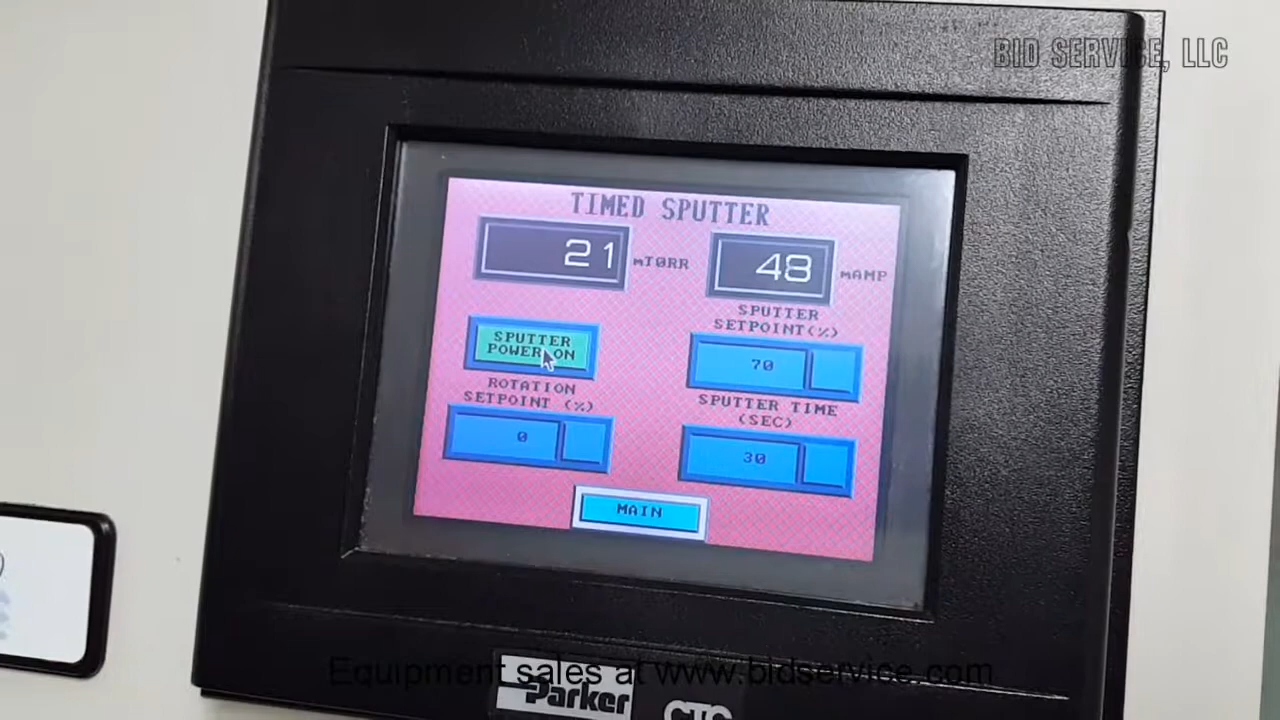 BID SERVICE, LLC
TIMED SPUTTER
21 mTORR 48 mAMP
SPUTTER
SETPOINT(%)
SPUTTER
POWER ON
70
ROTATION
SETPOINT (%)
SPUTTER TIME
(SEC)
0
30
MAIN
Equipment sales at www.bidservice.com
Parker CTC